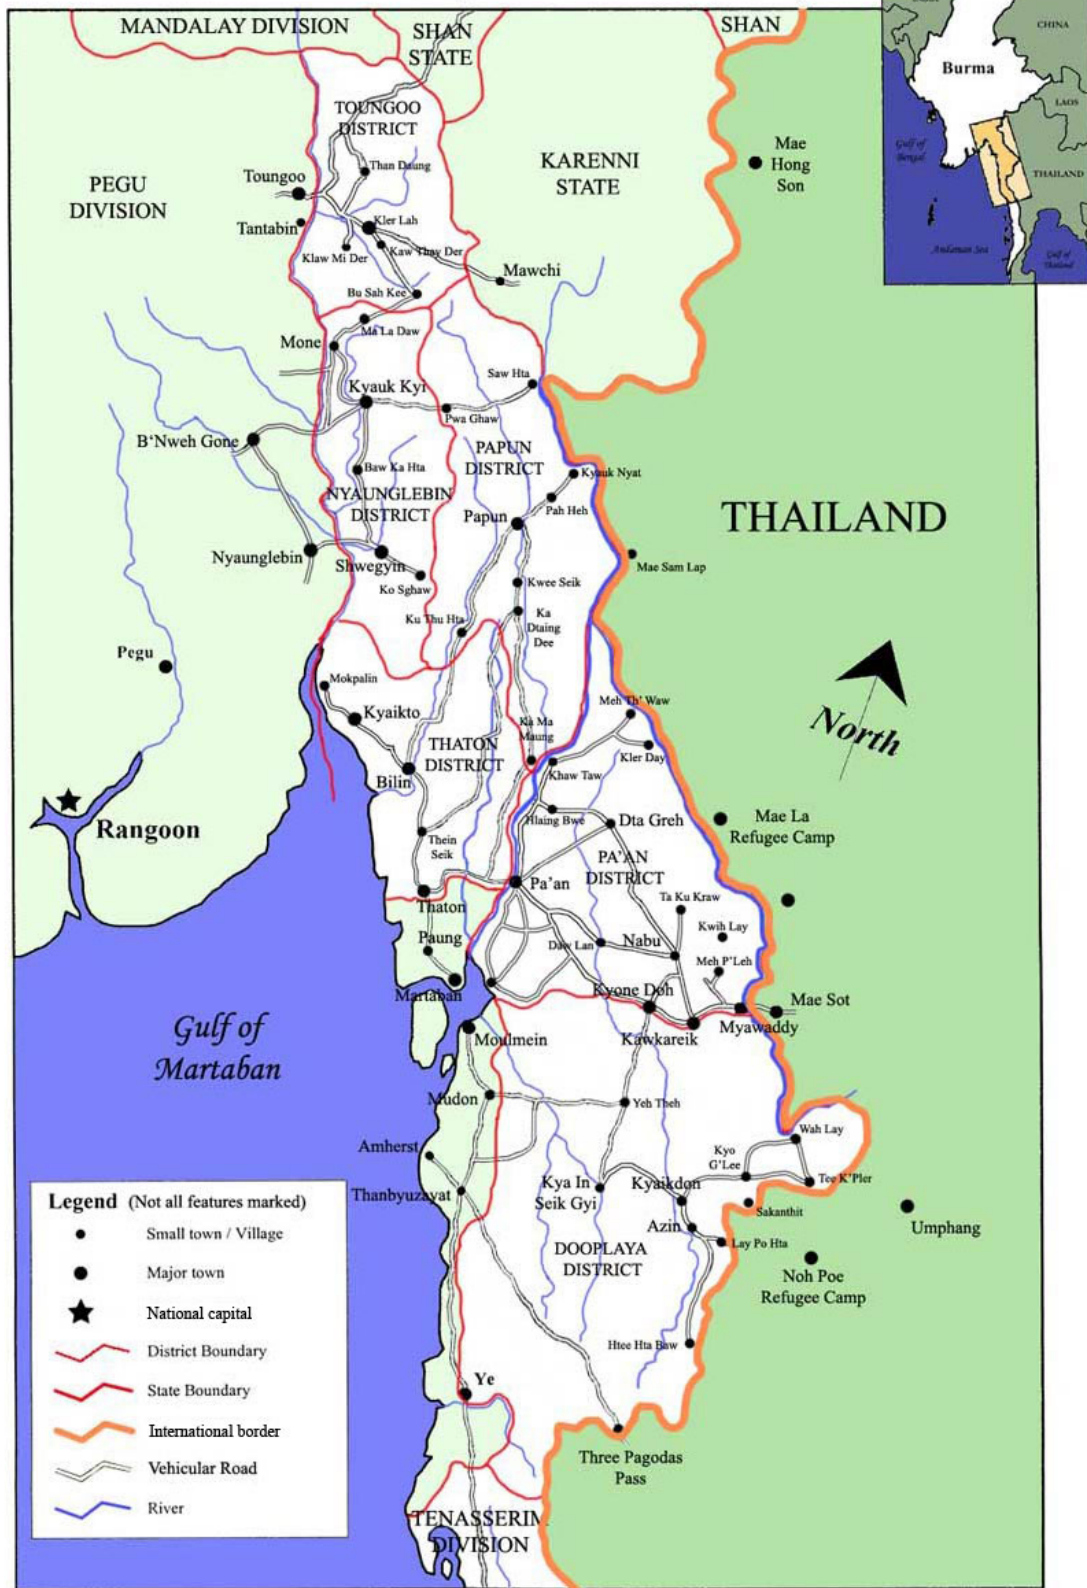 MANDALAY DIVISION
SHAN
STATE
SHAN
CHINA
Burma
LAOS
Gulf of
Bengal
THAILAND
Andaman Sea
Gulf of
Thailand
TOUNGOO
DISTRICT
KARENNI
STATE
Mae
Hong
Son
PEGU
DIVISION
Than Daung
Toungoo
Tantabin
Kler Lah
Klaw Mi Der
Kaw Thay Der
Mawchi
Bu Sah Kee
Ma La Daw
Mone
Saw Hta
Kyauk Kyi
Pwa Ghaw
B'Nweh Gone
PAPUN
DISTRICT
Baw Ka Hta
Kyauk Nyat
NYAUNGLEBIN
DISTRICT
Pah Heh
Papun
THAILAND
Nyaunglebin
Shwegyin
Mae Sam Lap
Ko Sghaw
Kwee Seik
Ku Thu Hta
Ka
Dtaing
Dee
Pegu
Mokpalin
Meh Th' Waw
Kyaikto
North
Ka Ma
Maung
THATON
DISTRICT
Kler Day
Bilin
Khaw Taw
Rangoon
Hlaing Bwe
Dta Greh
Mae La
Refugee Camp
Thein
Seik
PA'AN
DISTRICT
Pa'an
Thaton
Ta Ku Kraw
Kwih Lay
Paung
Daw Lan
Nabu
Meh P'Leh
Martaban
Kyone Doh
Mae Sot
Myawaddy
Gulf of
Martaban
Moulmein
Kawkareik
Mudon
Yeh Theh
Wah Lay
Amherst
Kyo
G'Lee
Thanbyuzayat
Kya In
Seik Gyi
Kyaikdon
Tee K'Pler
Sakanthit
Azin
Umphang
Lay Po Hta
DOOPLAYA
DISTRICT
Noh Poe
Refugee Camp
Htee Hta Baw
Ye
Three Pagodas
Pass
TENASSERIM
DIVISION
Legend (Not all features marked)
Small town / Village
Major town
National capital
District Boundary
State Boundary
International border
Vehicular Road
River